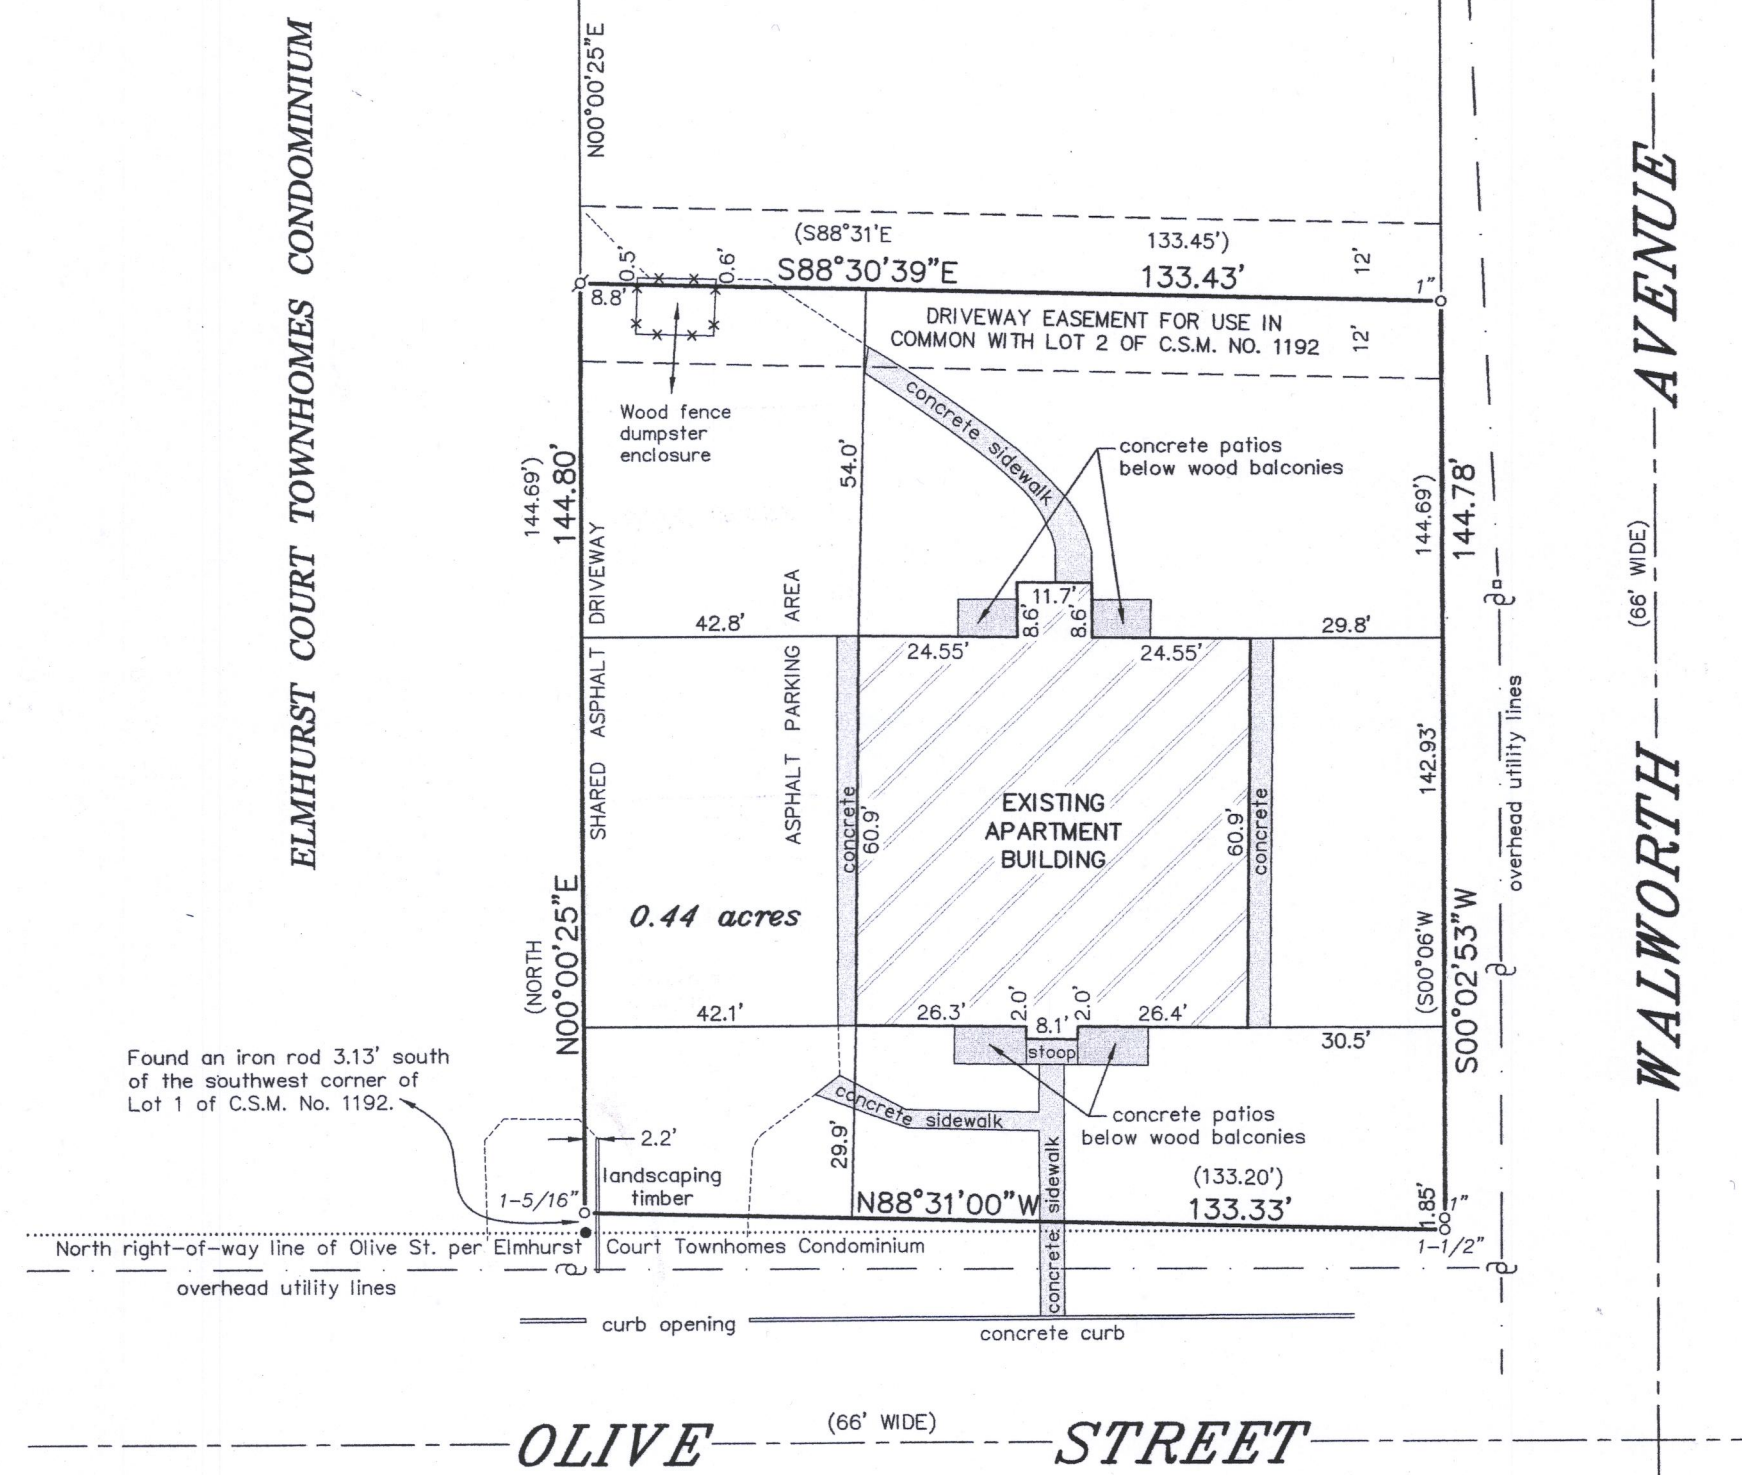 ELMHURST COURT TOWNHOMES CONDOMINIUM
N00°00'25"E
(S88°31'E 133.45')
S88°30'39"E 133.43'
0.5'
0.6'
8.8'
12'
12'
1"
DRIVEWAY EASEMENT FOR USE IN
COMMON WITH LOT 2 OF C.S.M. NO. 1192
Wood fence
dumpster
enclosure
concrete sidewalk
concrete patios
below wood balconies
54.0'
144.69')
144.80'
(NORTH
N00°00'25"E
SHARED ASPHALT DRIVEWAY
ASPHALT PARKING AREA
42.8'
11.7'
8.6'
8.6'
24.55'
24.55'
29.8'
144.69')
144.78'
(S00°06'W
S00°02'53"W
142.93'
concrete
60.9'
EXISTING
APARTMENT
BUILDING
60.9'
concrete
overhead utility lines
WALWORTH AVENUE
(66' WIDE)
0.44 acres
42.1'
26.3'
2.0'
8.1'
2.0'
26.4'
30.5'
stoop
Found an iron rod 3.13' south
of the southwest corner of
Lot 1 of C.S.M. No. 1192.
concrete sidewalk
concrete patios
below wood balconies
2.2'
landscaping
timber
29.9'
1-5/16"
(133.20')
N88°31'00"W 133.33'
concrete sidewalk
concrete sidewalk
1.85'
1"
1-1/2"
North right-of-way line of Olive St. per Elmhurst Court Townhomes Condominium
overhead utility lines
curb opening
concrete curb
(66' WIDE)
OLIVE STREET